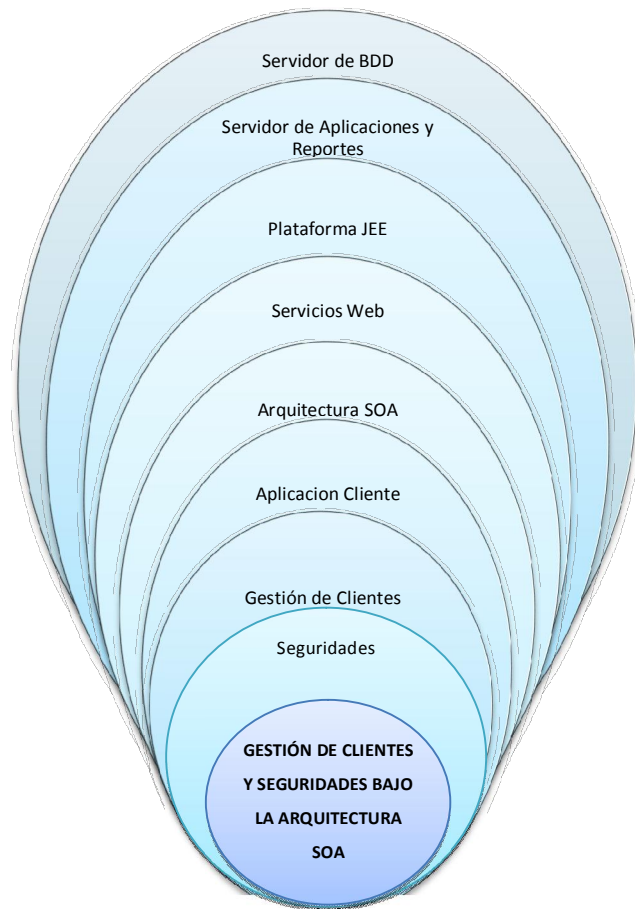 Servidor de BDD
Servidor de Aplicaciones y
Reportes
Plataforma JEE
Servicios Web
Arquitectura SOA
Aplicacion Cliente
Gestión de Clientes
Seguridades
GESTIÓN DE CLIENTES
Y SEGURIDADES BAJO
LA ARQUITECTURA
SOA